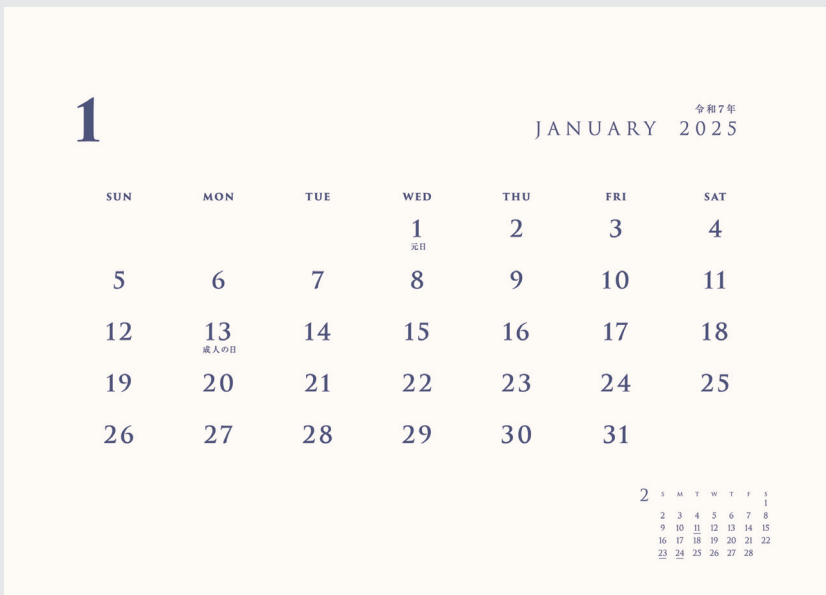 1
令和7年
JANUARY 2025
SUN MON TUE WED THU FRI SAT
1 2 3 4
元日
5 6 7 8 9 10 11
12 13 14 15 16 17 18
成人の日
19 20 21 22 23 24 25
26 27 28 29 30 31
2 S M T W T F S
1
2 3 4 5 6 7 8
9 10 11 12 13 14 15
16 17 18 19 20 21 22
23 24 25 26 27 28